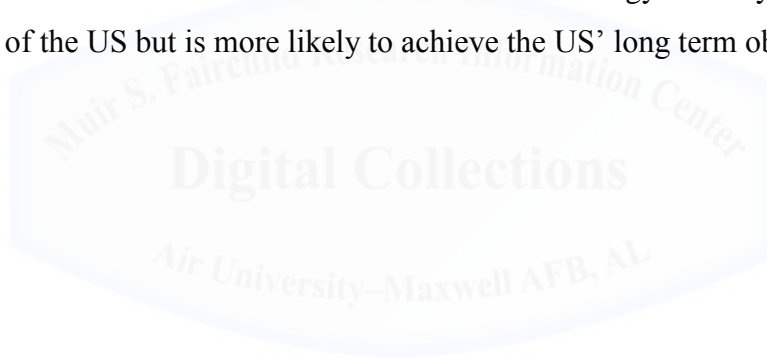 of the US but is more likely to achieve the US’ long term
Muir S. Fairchild Research Information Center
Digital Collections
Air University–Maxwell AFB, AL